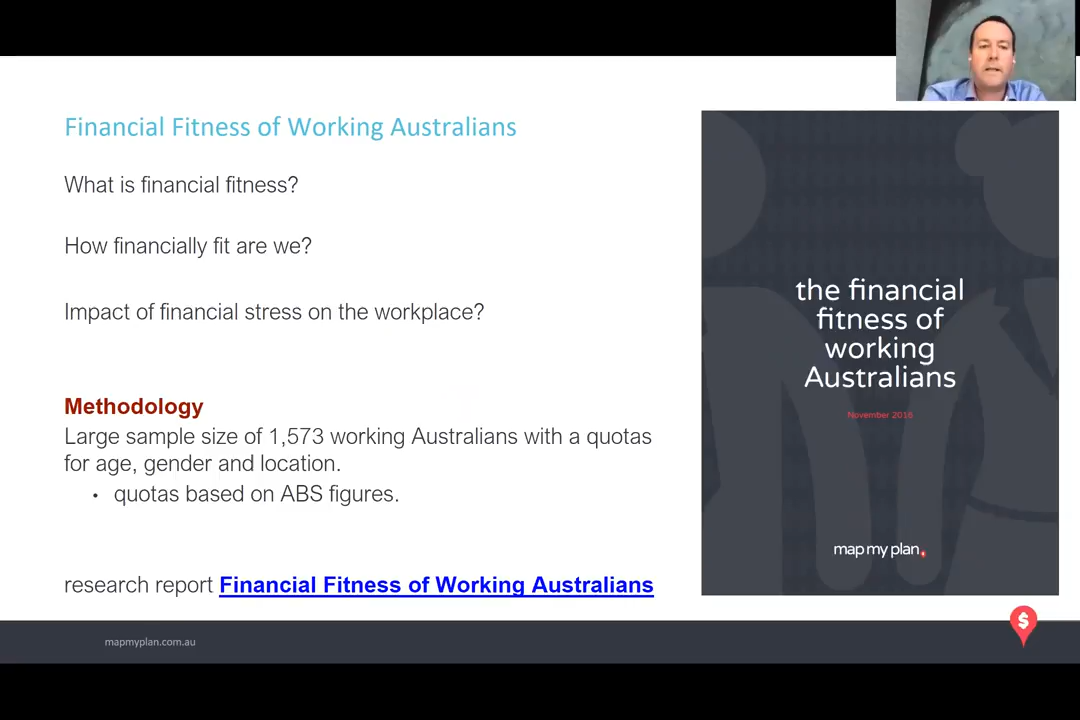 Financial Fitness of Working Australians
What is financial fitness?
How financially fit are we?
Impact of financial stress on the workplace?
Methodology
Large sample size of 1,573 working Australians with a quotas
for age, gender and location.
• quotas based on ABS figures.
research report Financial Fitness of Working Australians
the financial
fitness of
working
Australians
November 2016
map my plan
mapmyplan.com.au
$